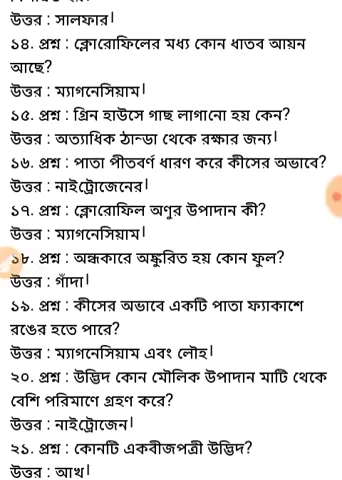 উত্তর : সালফার।
১৪. প্রশ্ন : ক্লোরোফিলের মধ্য কোন ধাতব আয়ন
আছে?
উত্তর : ম্যাগনেসিয়াম।
১৫. প্রশ্ন : গ্রিন হাউসে গাছ লাগানো হয় কেন?
উত্তর : অত্যাধিক ঠান্ডা থেকে রক্ষার জন্য।
১৬. প্রশ্ন : পাতা পীতবর্ণ ধারণ করে কীসের অভাবে?
উত্তর : নাইট্রোজেনের।
১৭. প্রশ্ন : ক্লোরোফিল অণুর উপাদান কী?
উত্তর : ম্যাগনেসিয়াম।
১৮. প্রশ্ন : অন্ধকারে অঙ্কুরিত হয় কোন ফুল?
উত্তর : গাঁদা।
১৯. প্রশ্ন : কীসের অভাবে একটি পাতা ফ্যাকাশে
রঙের হতে পারে?
উত্তর : ম্যাগনেসিয়াম এবং লৌহ।
২০. প্রশ্ন : উদ্ভিদ কোন মৌলিক উপাদান মাটি থেকে
বেশি পরিমাণে গ্রহণ করে?
উত্তর : নাইট্রোজেন।
২১. প্রশ্ন : কোনটি একবীজপত্রী উদ্ভিদ?
উত্তর : আখ।